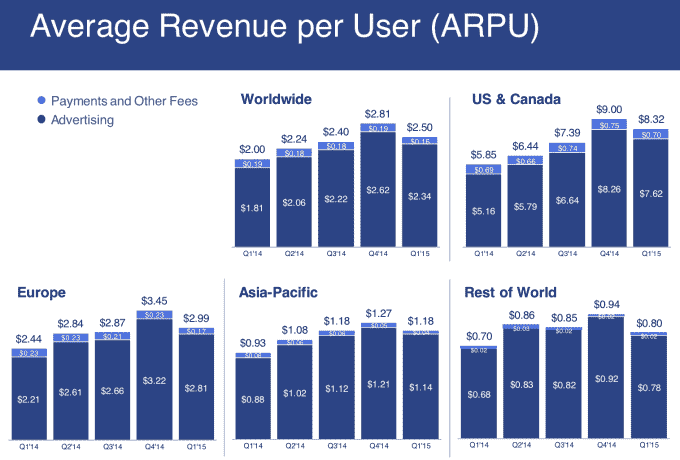 Average Revenue per User (ARPU)
Payments and Other Fees
Advertising
Worldwide
$2.00 $2.24 $2.40 $2.81 $2.50
$0.19 $0.18 $0.18 $0.19 $0.16
$1.81 $2.06 $2.22 $2.62 $2.34
Q1'14 Q2'14 Q3'14 Q4'14 Q1'15
US & Canada
$5.85 $6.44 $7.39 $9.00 $8.32
$0.69 $0.66 $0.74 $0.75 $0.70
$5.16 $5.79 $6.64 $8.26 $7.62
Q1'14 Q2'14 Q3'14 Q4'14 Q1'15
Europe
$2.44 $2.84 $2.87 $3.45 $2.99
$0.23 $0.23 $0.21 $0.23 $0.17
$2.21 $2.61 $2.66 $3.22 $2.81
Q1'14 Q2'14 Q3'14 Q4'14 Q1'15
Asia-Pacific
$0.93 $1.08 $1.18 $1.27 $1.18
$0.88 $1.02 $1.12 $1.21 $1.14
Q1'14 Q2'14 Q3'14 Q4'14 Q1'15
Rest of World
$0.70 $0.86 $0.85 $0.94 $0.80
$0.02 $0.03 $0.02 $0.02 $0.02
$0.68 $0.83 $0.82 $0.92 $0.78
Q1'14 Q2'14 Q3'14 Q4'14 Q1'15